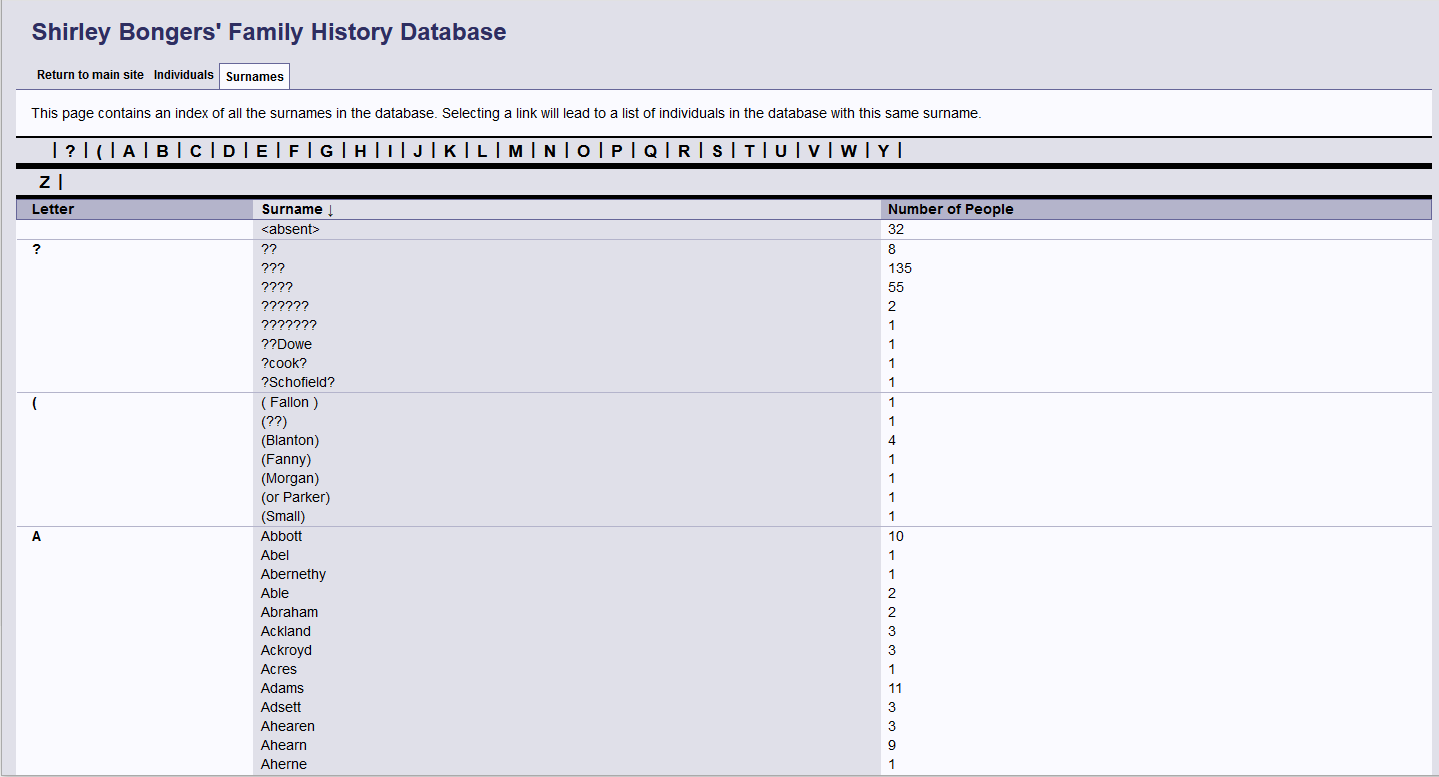 Shirley Bongers' Family History Database
Return to main site Individuals Surnames
This page contains an index of all the surnames in the database. Selecting a link will lead to a list of individuals in the database with this same surname.
| ? | ( | A | B | C | D | E | F | G | H | I | J | K | L | M | N | O | P | Q | R | S | T | U | V | W | Y |
Z |
Letter Surname ↓ Number of People
<absent> 32
? ?? 8
??? 135
???? 55
?????? 2
??????? 1
??Dowe 1
?cook? 1
?Schofield? 1
( ( Fallon ) 1
(??) 1
(Blanton) 4
(Fanny) 1
(Morgan) 1
(or Parker) 1
(Small) 1
A Abbott 10
Abel 1
Abernethy 1
Able 2
Abraham 2
Ackland 3
Ackroyd 3
Acres 1
Adams 11
Adsett 3
Ahearen 3
Ahearn 9
Aherne 1